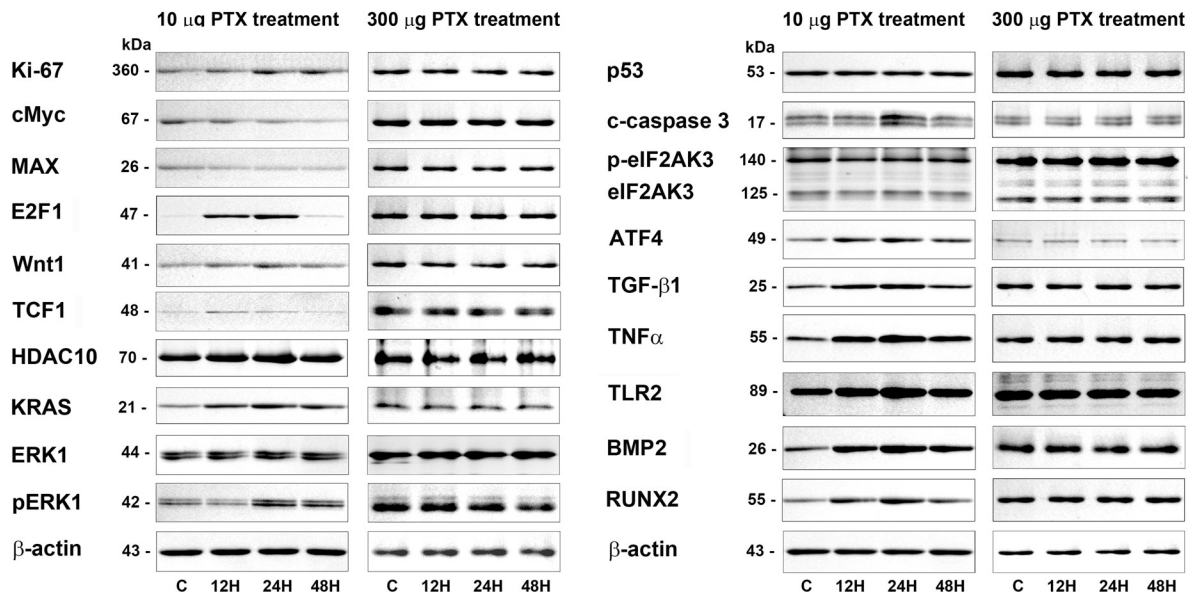 10 µg PTX treatment 300 µg PTX treatment
kDa
Ki-67 360 -
cMyc 67 -
MAX 26 -
E2F1 47 -
Wnt1 41 -
TCF1 48 -
HDAC10 70 -
KRAS 21 -
ERK1 44 -
pERK1 42 -
β-actin 43 -
C 12H 24H 48H C 12H 24H 48H
10 µg PTX treatment 300 µg PTX treatment
kDa
p53 53 -
c-caspase 3 17 -
p-eIF2AK3 140 -
eIF2AK3 125 -
ATF4 49 -
TGF-β1 25 -
TNFα 55 -
TLR2 89 -
BMP2 26 -
RUNX2 55 -
β-actin 43 -
C 12H 24H 48H C 12H 24H 48H